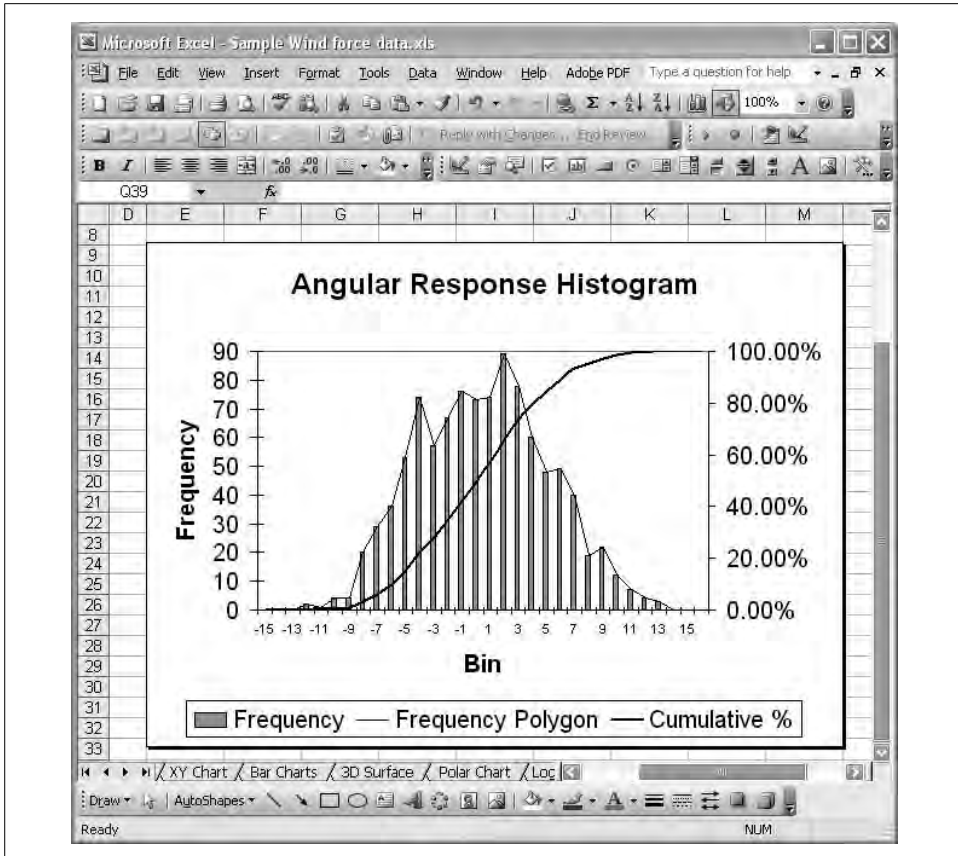 Microsoft Excel - Sample Wind force data.xls
File Edit View Insert Format Tools Data Window Help Adobe PDF Type a question for help
100%
Reply with Changes... End Review
B I A
Q39 fx
D E F G H I J K L M
8
9
10
11
12
13
14
15
16
17
18
19
20
21
22
23
24
25
26
27
28
29
30
31
32
33
Angular Response Histogram
90 100.00%
80
70 80.00%
60
50 60.00%
40 40.00%
30
20 20.00%
10
0 0.00%
Frequency
-15 -13 -11 -9 -7 -5 -3 -1 1 3 5 7 9 11 13 15
Bin
Frequency Frequency Polygon Cumulative %
XY Chart / Bar Charts / 3D Surface / Polar Chart / Log
Draw AutoShapes A
Ready NUM